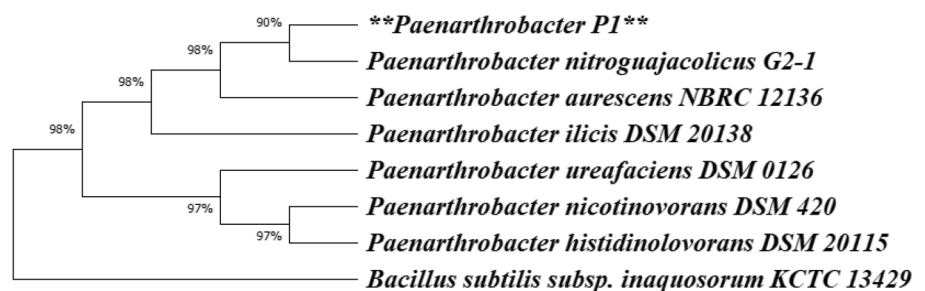 90%
**Paenarthrobacter P1**
98%
Paenarthrobacter nitroguajacolicus G2-1
98%
Paenarthrobacter aurescens NBRC 12136
98%
Paenarthrobacter ilicis DSM 20138
Paenarthrobacter ureafaciens DSM 0126
97%
Paenarthrobacter nicotinovorans DSM 420
97%
Paenarthrobacter histidinolovorans DSM 20115
Bacillus subtilis subsp. inaquosorum KCTC 13429